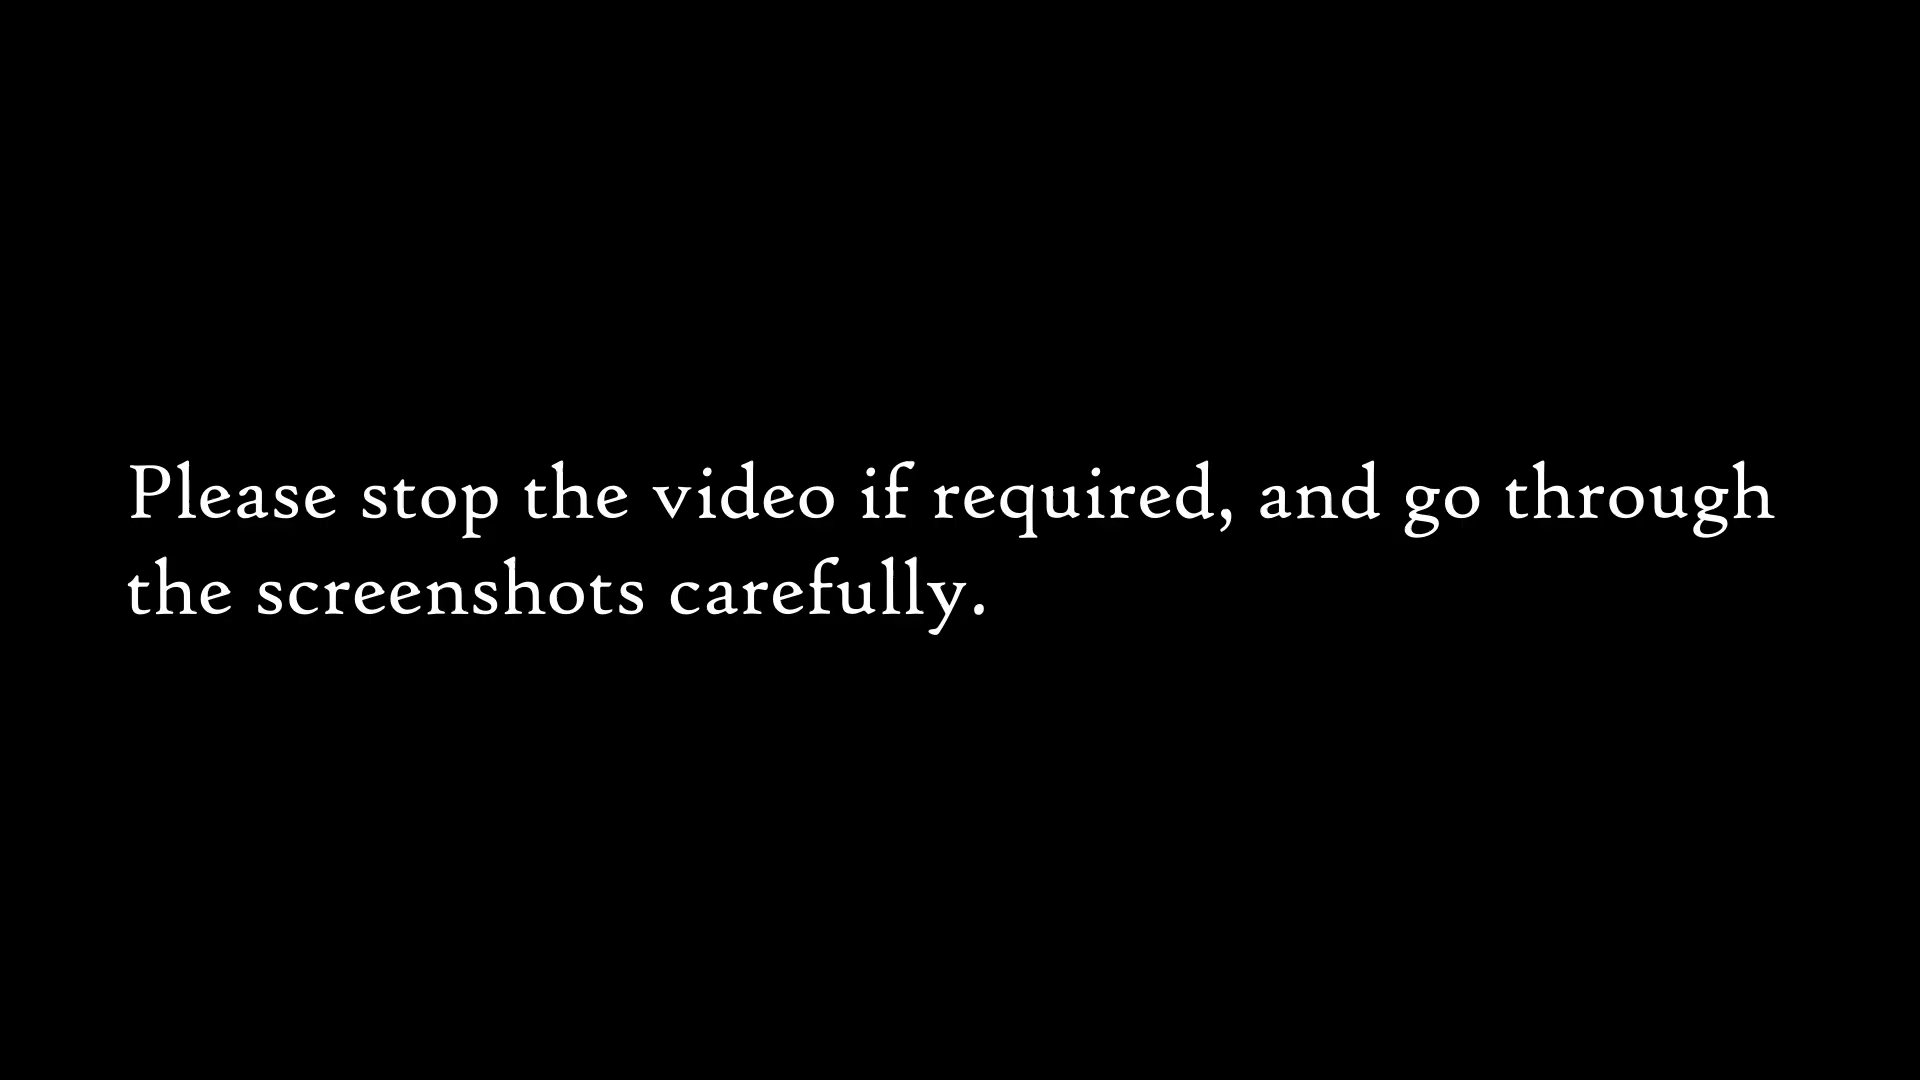 Please stop the video if required, and go through
the screenshots carefully.